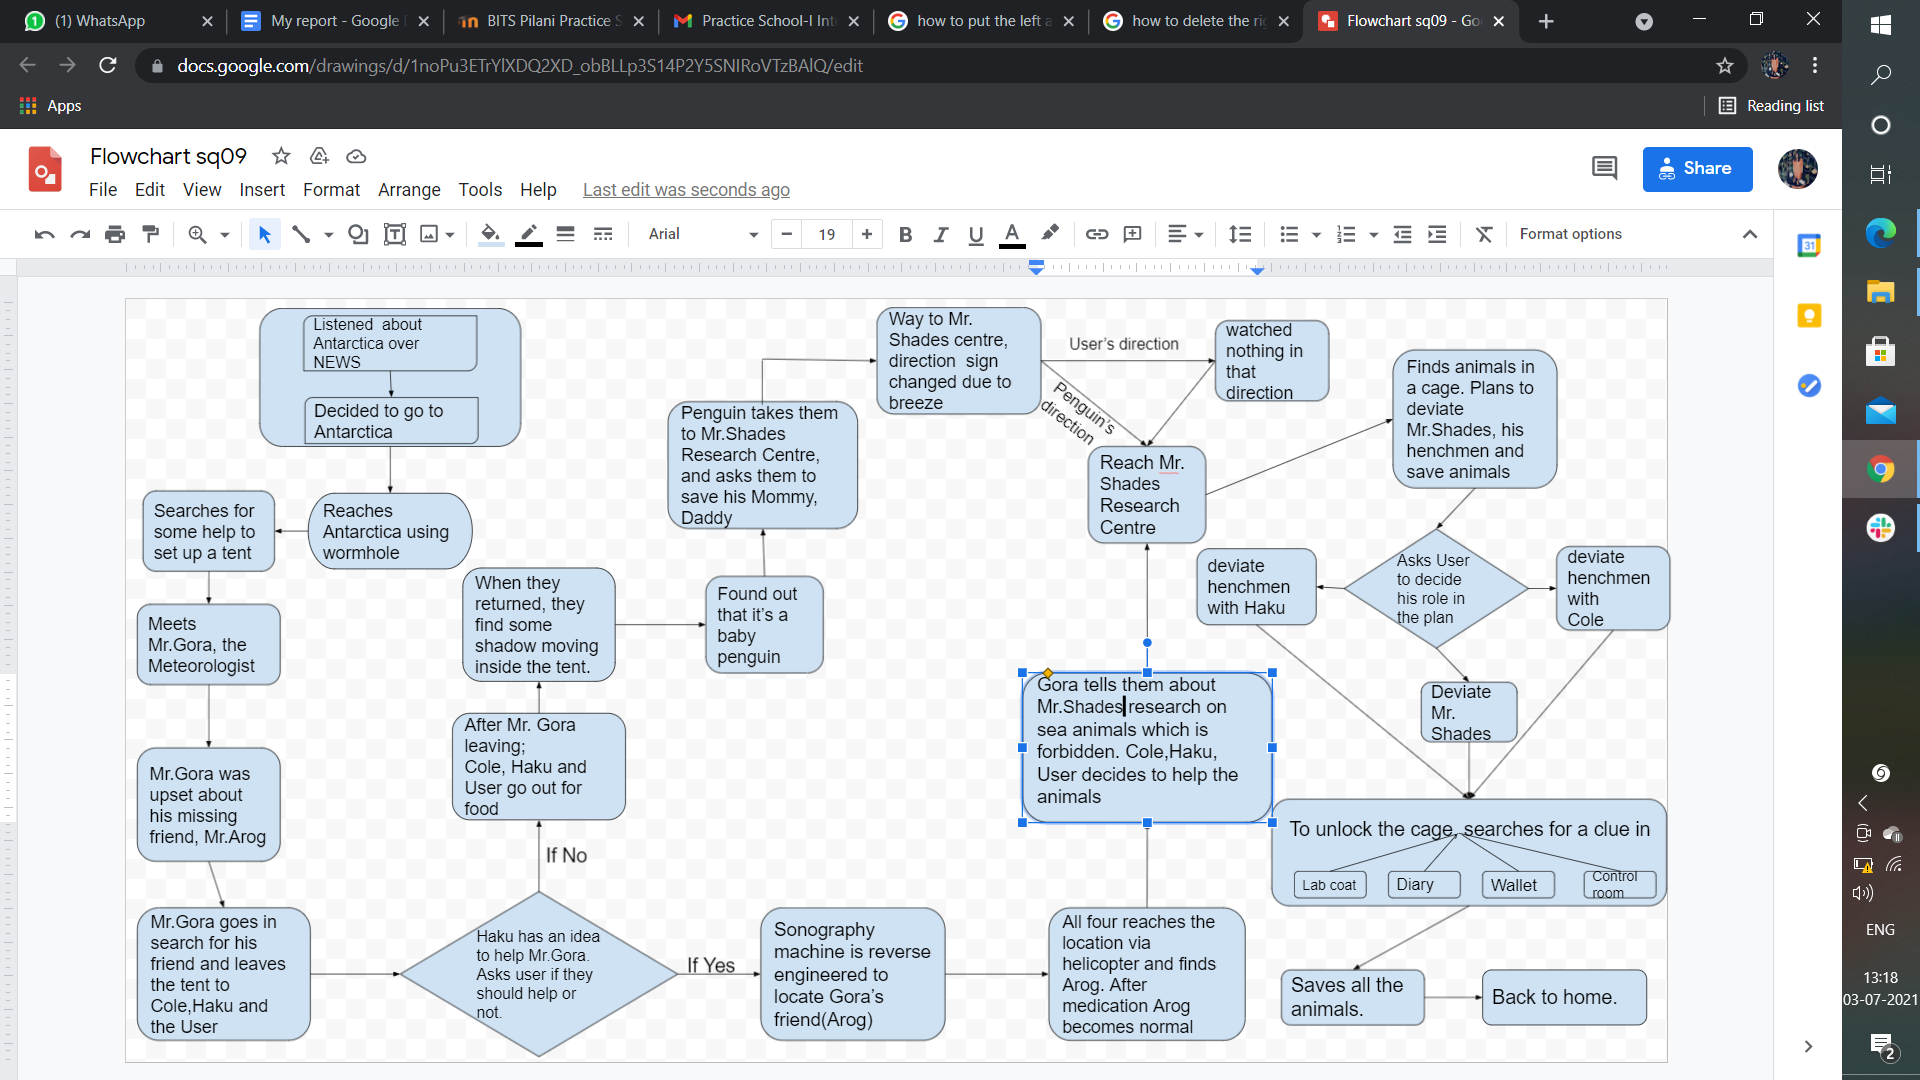 (1) WhatsApp
My report - Google
BITS Pilani Practice S
Practice School-I Int
how to put the left a
how to delete the ri
Flowchart sq09 - Go
docs.google.com/drawings/d/1noPu3ETrYlXDQ2XD_obBLLp3S14P2Y5SNIRoVTzBAlQ/edit
Apps
Reading list
Flowchart sq09
Share
File Edit View Insert Format Arrange Tools Help Last edit was seconds ago
Arial
19
Format options
31
Listened about
Antarctica over
NEWS
Decided to go to
Antarctica
Reaches
Antarctica using
wormhole
Searches for
some help to
set up a tent
Meets
Mr.Gora, the
Meteorologist
Mr.Gora was
upset about
his missing
friend, Mr.Arog
Mr.Gora goes in
search for his
friend and leaves
the tent to
Cole,Haku and
the User
Haku has an idea
to help Mr.Gora.
Asks user if they
should help or
not.
If No
After Mr. Gora
leaving;
Cole, Haku and
User go out for
food
When they
returned, they
find some
shadow moving
inside the tent.
Found out
that it's a
baby
penguin
Penguin takes them
to Mr.Shades
Research Centre,
and asks them to
save his Mommy,
Daddy
Way to Mr.
Shades centre,
direction sign
changed due to
breeze
User's direction
Penguin's
direction
watched
nothing in
that
direction
Reach Mr.
Shades
Research
Centre
If Yes
Sonography
machine is reverse
engineered to
locate Gora's
friend(Arog)
All four reaches the
location via
helicopter and finds
Arog. After
medication Arog
becomes normal
Gora tells them about
Mr.Shades research on
sea animals which is
forbidden. Cole,Haku,
User decides to help the
animals
Finds animals in
a cage. Plans to
deviate
Mr.Shades, his
henchmen and
save animals
Asks User
to decide
his role in
the plan
deviate
henchmen
with Haku
deviate
henchmen
with
Cole
Deviate
Mr.
Shades
To unlock the cage, searches for a clue in
Lab coat
Diary
Wallet
Control
room
Saves all the
animals.
Back to home.
ENG
13:18
03-07-2021
2